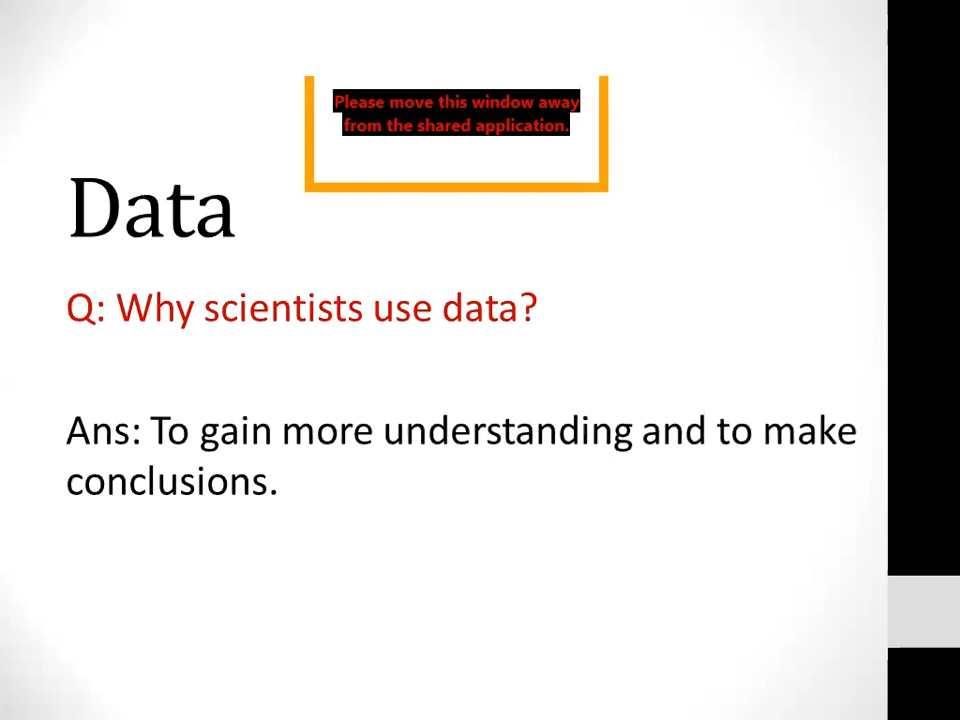 Please move this window away
from the shared application.
Data
Q: Why scientists use data?
Ans: To gain more understanding and to make
conclusions.